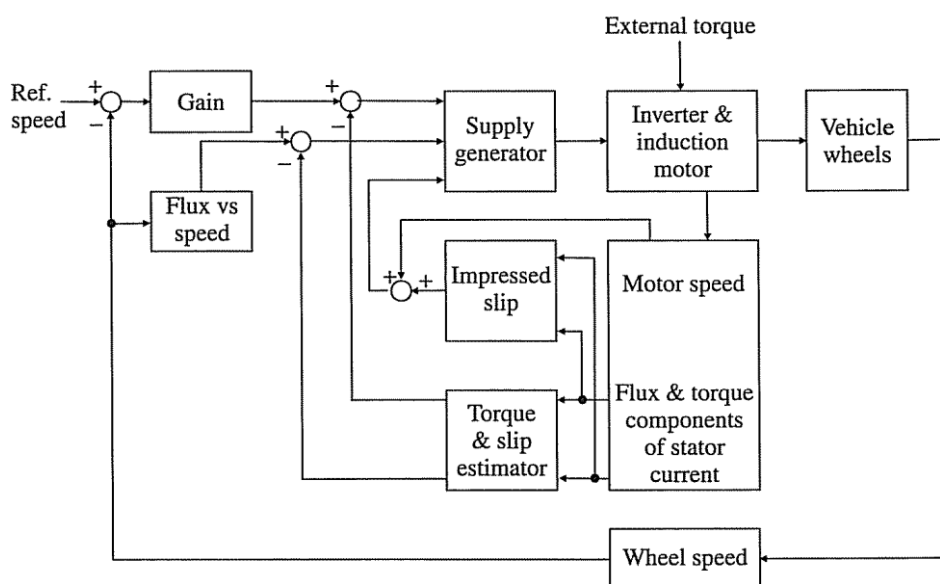 External torque
Ref.
speed
+
−
Gain
+
−
+
−
Supply
generator
Inverter &
induction
motor
Vehicle
wheels
Flux vs
speed
+
+
Impressed
slip
Motor speed
Torque
& slip
estimator
Flux & torque
components
of stator
current
Wheel speed